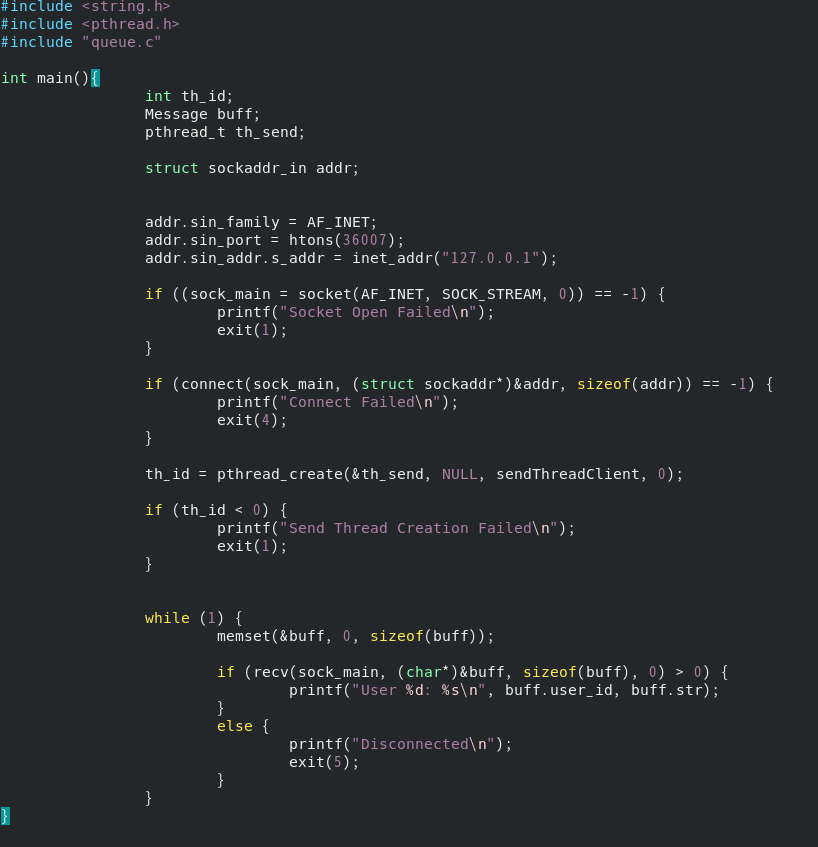 #include <string.h>
#include <pthread.h>
#include "queue.c"

int main(){
                int th_id;
                Message buff;
                pthread_t th_send;

                struct sockaddr_in addr;


                addr.sin_family = AF_INET;
                addr.sin_port = htons(36007);
                addr.sin_addr.s_addr = inet_addr("127.0.0.1");

                if ((sock_main = socket(AF_INET, SOCK_STREAM, 0)) == -1) {
                        printf("Socket Open Failed\n");
                        exit(1);
                }

                if (connect(sock_main, (struct sockaddr*)&addr, sizeof(addr)) == -1) {
                        printf("Connect Failed\n");
                        exit(4);
                }

                th_id = pthread_create(&th_send, NULL, sendThreadClient, 0);

                if (th_id < 0) {
                        printf("Send Thread Creation Failed\n");
                        exit(1);
                }


                while (1) {
                        memset(&buff, 0, sizeof(buff));

                        if (recv(sock_main, (char*)&buff, sizeof(buff), 0) > 0) {
                                printf("User %d: %s\n", buff.user_id, buff.str);
                        }
                        else {
                                printf("Disconnected\n");
                                exit(5);
                        }
                }
}